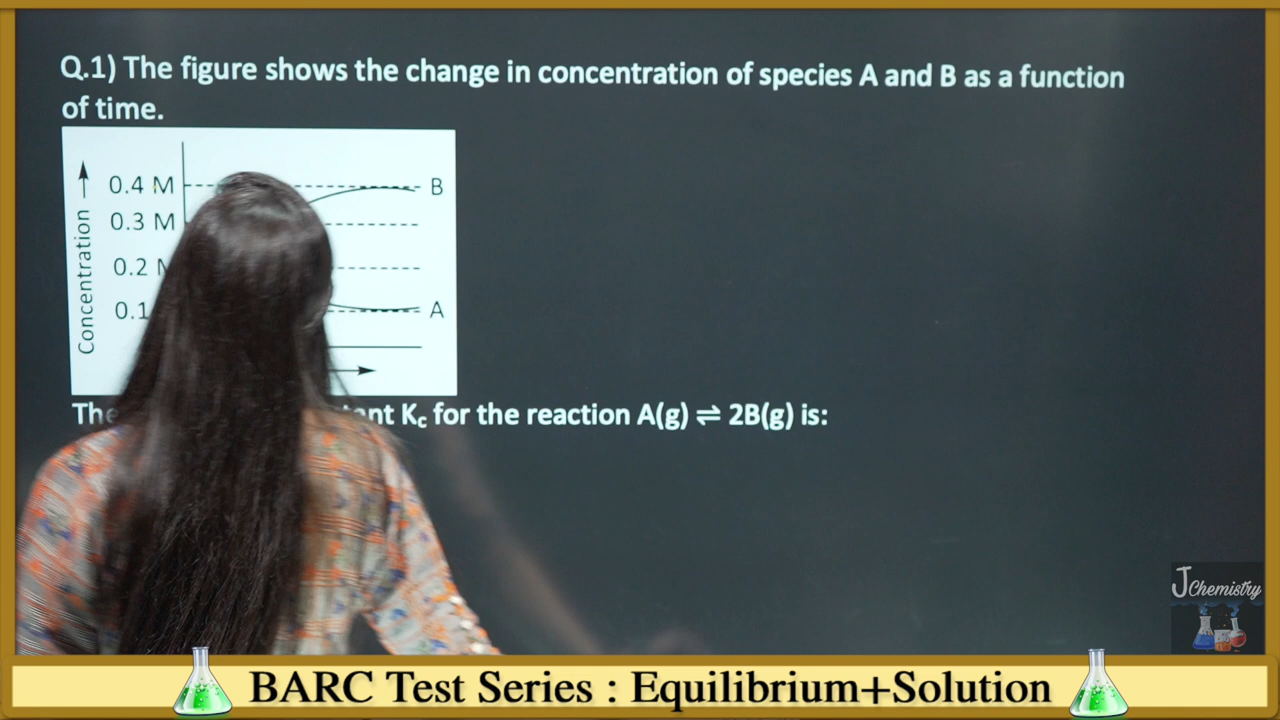 Q.1) The figure shows the change in concentration of species A and B as a function
of time.
0.4 M
B
0.3 M
0.2
0.1
A
Concentration
The
Kc for the reaction A(g) ⇌ 2B(g) is:
JChemistry
BARC Test Series : Equilibrium+Solution